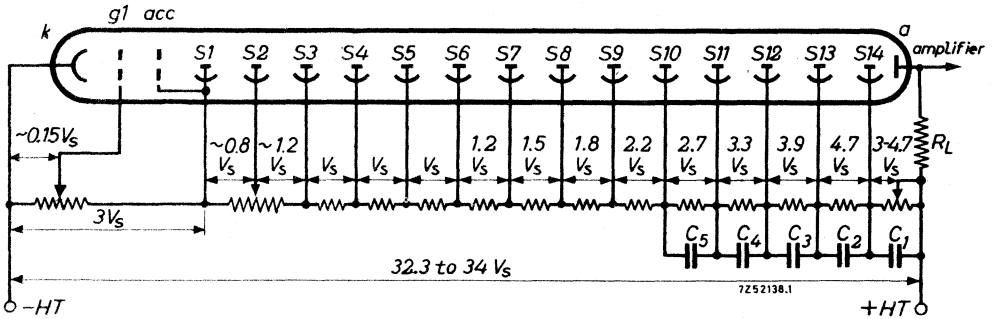 k g1 acc S1 S2 S3 S4 S5 S6 S7 S8 S9 S10 S11 S12 S13 S14 a
amplifier
~0.15Vs
~0.8 Vs
~1.2 Vs
Vs
Vs
Vs
1.2 Vs
1.5 Vs
1.8 Vs
2.2 Vs
2.7 Vs
3.3 Vs
3.9 Vs
4.7 Vs
3-4.7 Vs
RL
3Vs
C5 C4 C3 C2 C1
32.3 to 34 Vs
7Z52138.1
-HT
+HT